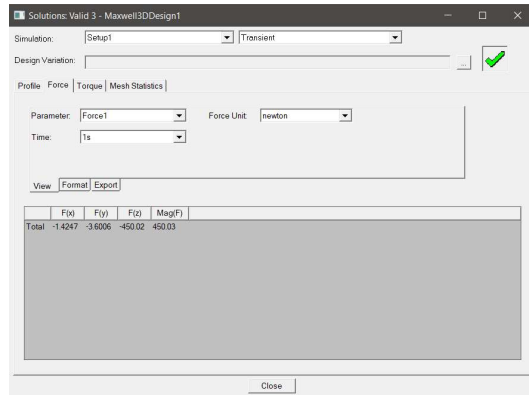 Solutions: Valid 3 - Maxwell3DDesign1
Simulation: Setup1 Transient
Design Variation: ...
Profile Force Torque Mesh Statistics
Parameter: Force1 Force Unit: newton
Time: 1s
View Format Export
F(x) F(y) F(z) Mag(F)
Total -1.4247 -3.6006 -450.02 450.03
Close